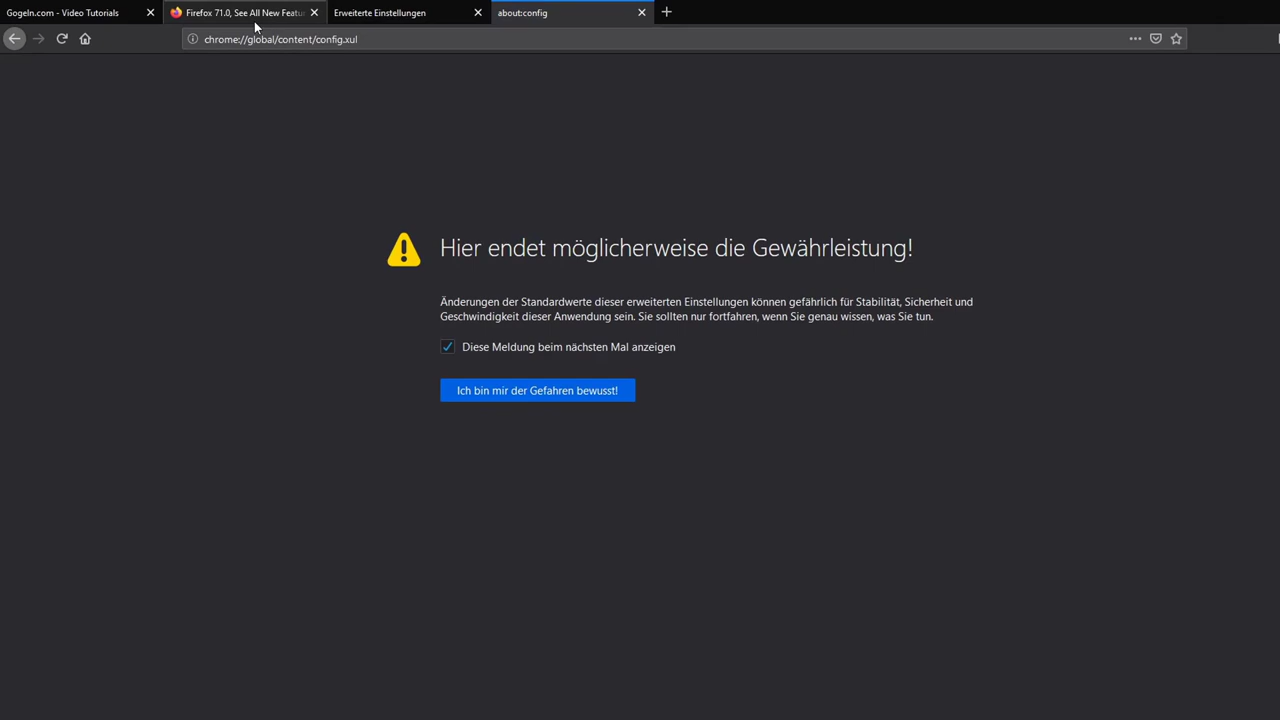 GogeIn.com - Video Tutorials
Firefox 71.0, See All New Featu
Erweiterte Einstellungen
about:config
chrome://global/content/config.xul
Hier endet möglicherweise die Gewährleistung!
Änderungen der Standardwerte dieser erweiterten Einstellungen können gefährlich für Stabilität, Sicherheit und
Geschwindigkeit dieser Anwendung sein. Sie sollten nur fortfahren, wenn Sie genau wissen, was Sie tun.
Diese Meldung beim nächsten Mal anzeigen
Ich bin mir der Gefahren bewusst!